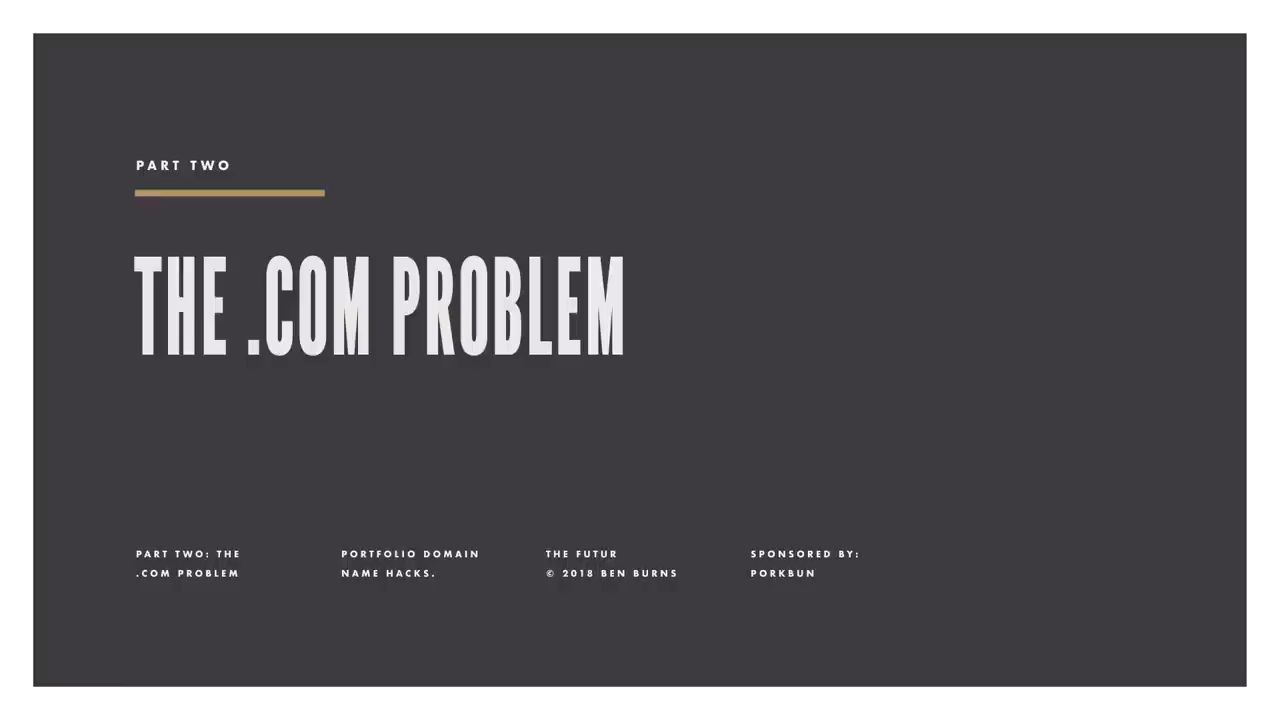 PART TWO
THE .COM PROBLEM
PART TWO: THE
.COM PROBLEM
PORTFOLIO DOMAIN
NAME HACKS.
THE FUTUR
© 2018 BEN BURNS
SPONSORED BY:
PORKBUN